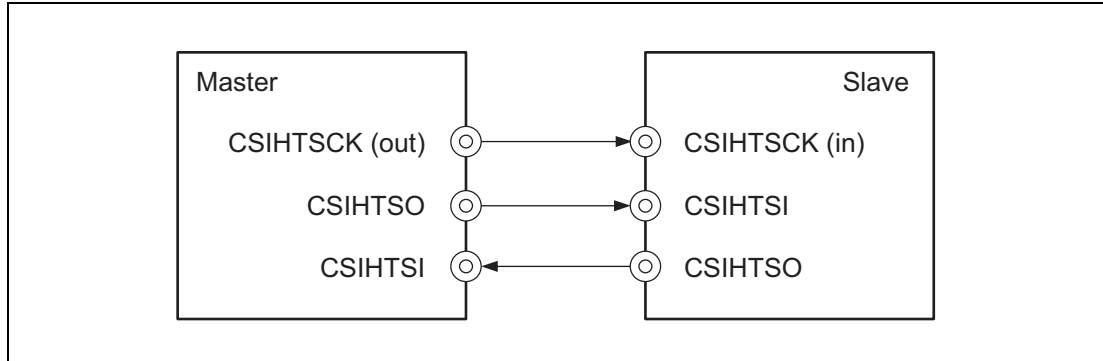 Master
Slave
CSIHTSCK (out)
CSIHTSCK (in)
CSIHTSO
CSIHTSI
CSIHTSI
CSIHTSO